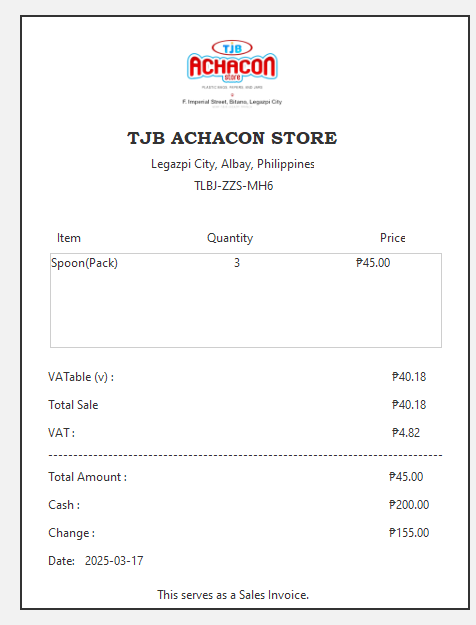 TJB
ACHACON
store
PLASTIC BAGS, PAPERS, AND LINES
F. Imperial Street, Bitano, Legazpi City
TJB ACHACON STORE
Legazpi City, Albay, Philippines
TLBJ-ZZS-MH6
Item Quantity Price
Spoon(Pack) 3 ₱45.00
VATable (v) : ₱40.18
Total Sale ₱40.18
VAT : ₱4.82
Total Amount : ₱45.00
Cash : ₱200.00
Change : ₱155.00
Date: 2025-03-17
This serves as a Sales Invoice.